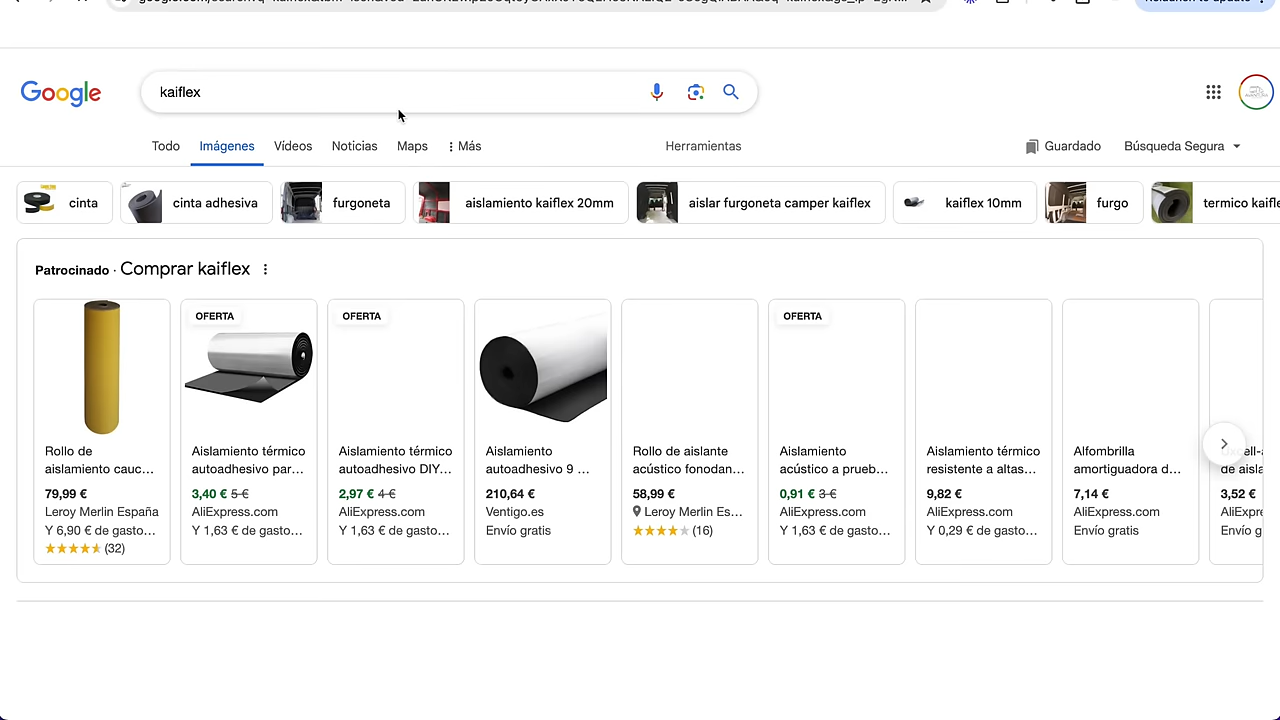 Google
kaiflex
Todo
Imágenes
Vídeos
Noticias
Maps
Más
Herramientas
Guardado
Búsqueda Segura
cinta
cinta adhesiva
furgoneta
aislamiento kaiflex 20mm
aislar furgoneta camper kaiflex
kaiflex 10mm
furgo
Patrocinado · Comprar kaiflex
Rollo de
aislamiento cauc...
79,99 €
Leroy Merlin España
Y 6,90 € de gasto...
(32)
OFERTA
Aislamiento térmico
autoadhesivo par...
3,40 € 5 €
AliExpress.com
Y 1,63 € de gasto...
OFERTA
Aislamiento térmico
autoadhesivo DIY...
2,97 € 4 €
AliExpress.com
Y 1,63 € de gasto...
Aislamiento
autoadhesivo 9 ...
210,64 €
Ventigo.es
Envío gratis
Rollo de aislante
acústico fonodan...
58,99 €
Leroy Merlin Es...
(16)
OFERTA
Aislamiento
acústico a prueb...
0,91 € 3 €
AliExpress.com
Y 1,63 € de gasto...
Aislamiento térmico
resistente a altas...
9,82 €
AliExpress.com
Y 0,29 € de gasto...
Alfombrilla
amortiguadora d...
7,14 €
AliExpress.com
Envío gratis
3,52 €